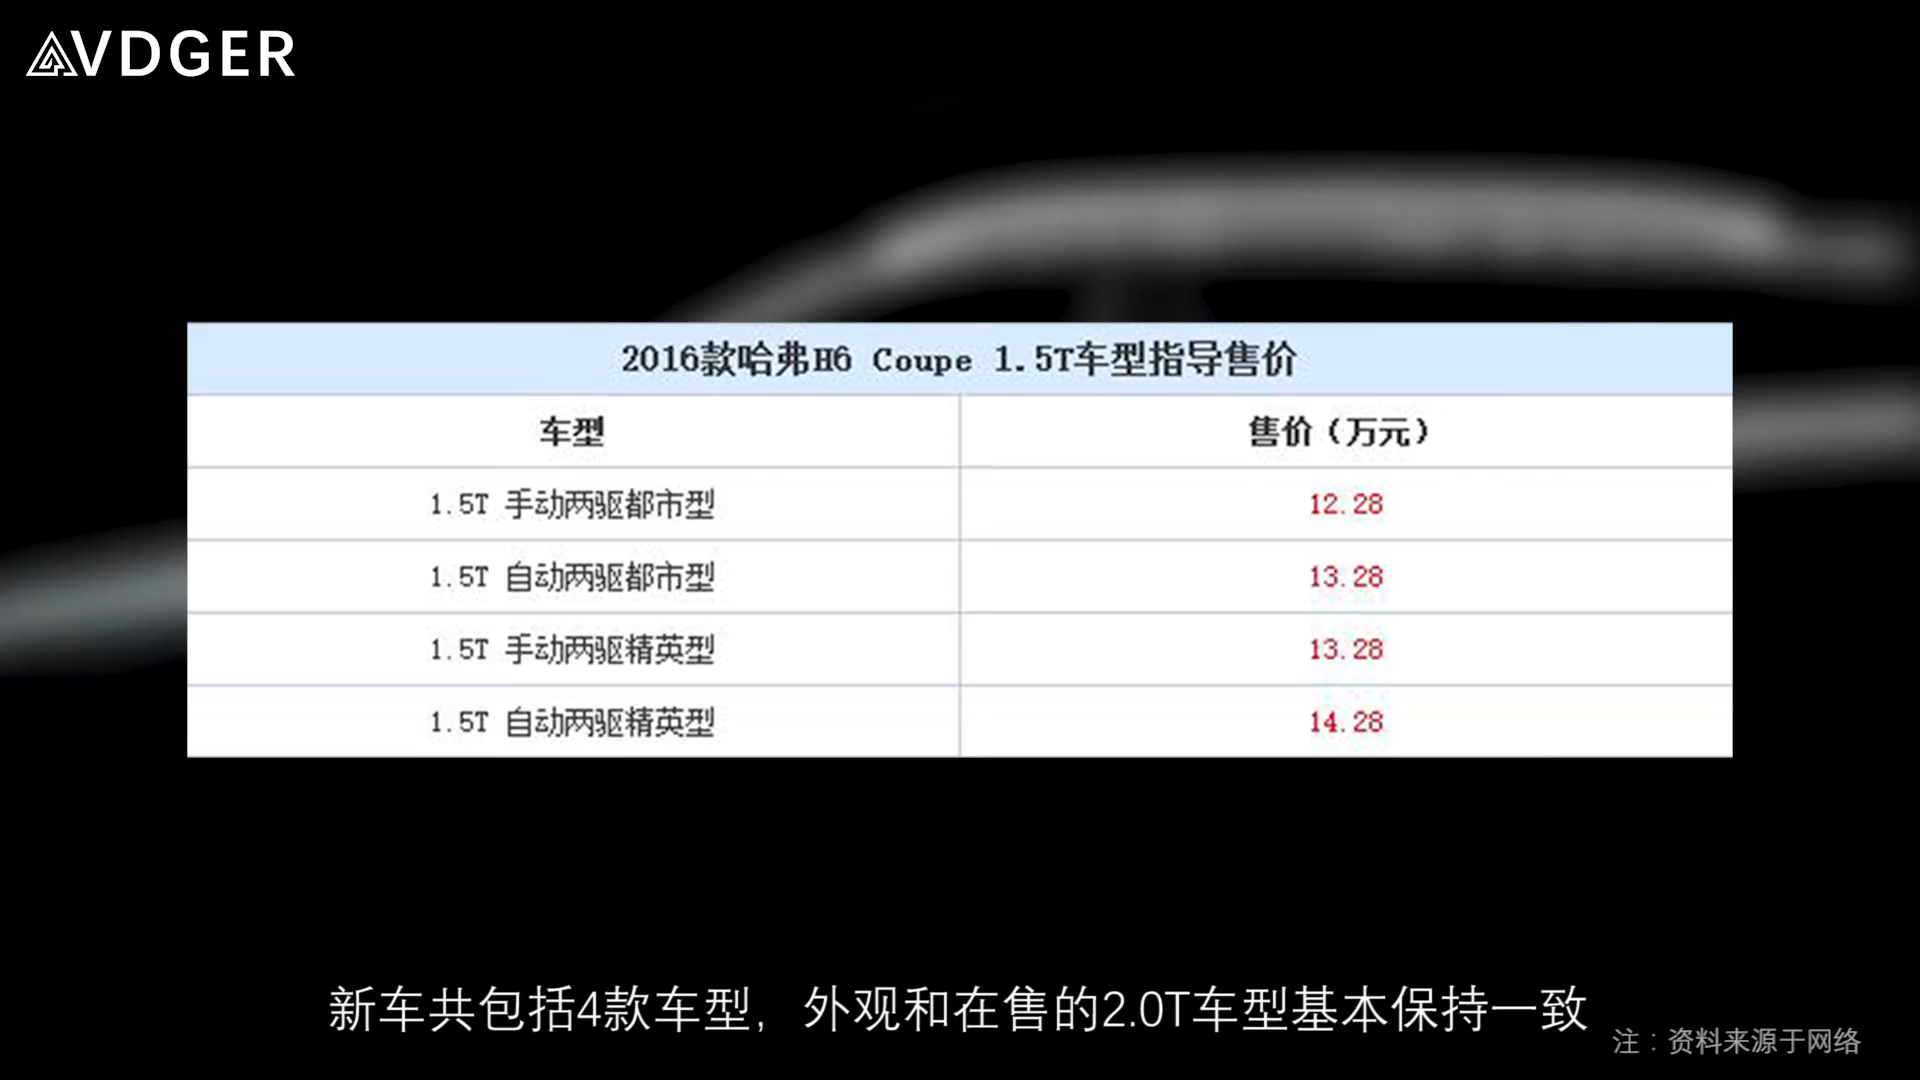 AVDGER
2016款哈弗H6 Coupe 1.5T车型指导售价
车型 售价（万元）
1.5T 手动两驱都市型 12.28
1.5T 自动两驱都市型 13.28
1.5T 手动两驱精英型 13.28
1.5T 自动两驱精英型 14.28
新车共包括4款车型，外观和在售的2.0T车型基本保持一致
注：资料来源于网络